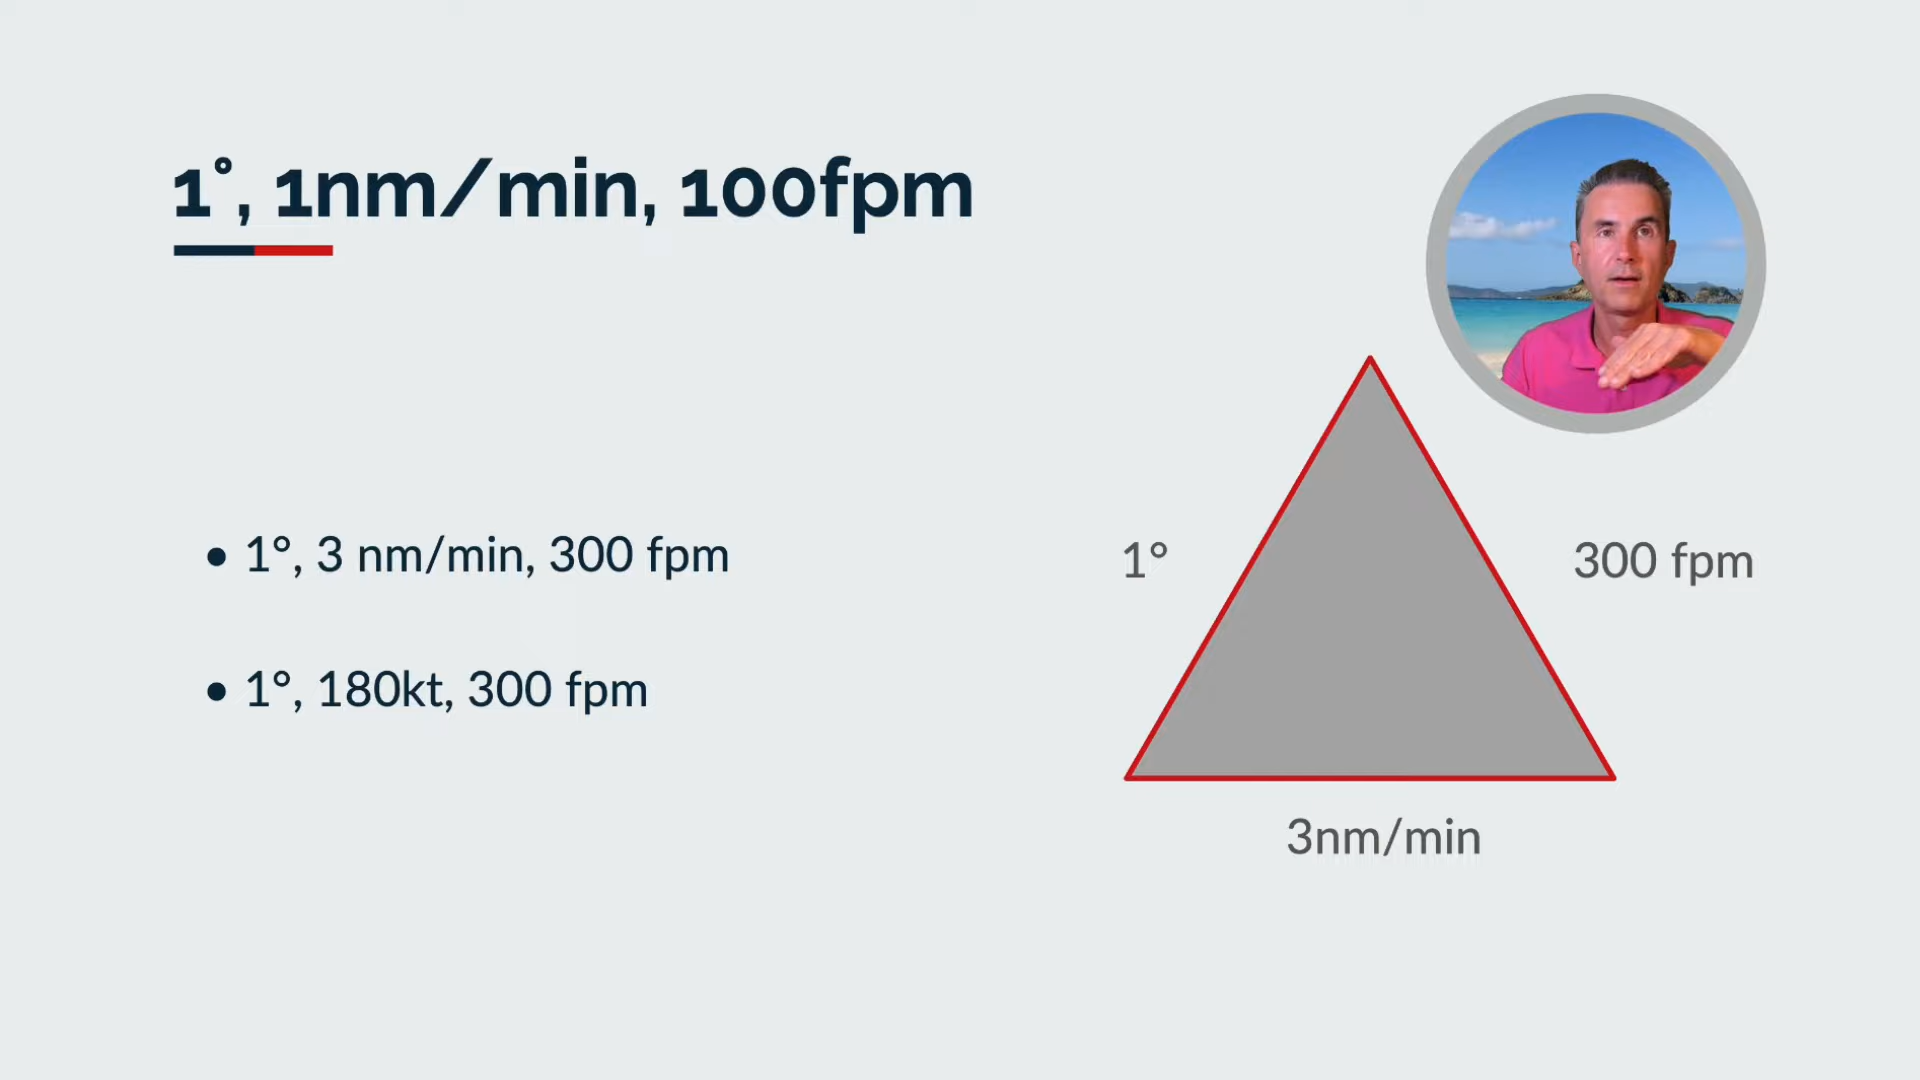 1°, 1nm/min, 100fpm
• 1°, 3 nm/min, 300 fpm
• 1°, 180kt, 300 fpm
1°
300 fpm
3nm/min